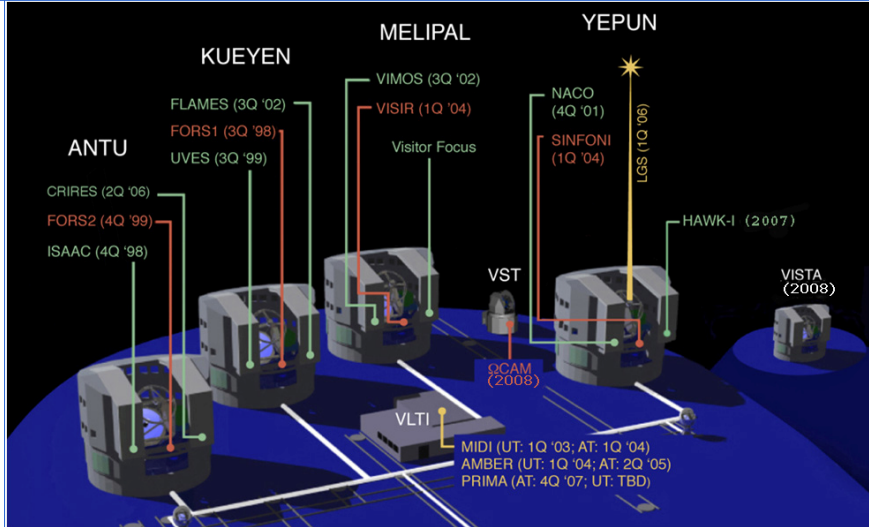 ANTU
CRIRES (2Q ‘06)
FORS2 (4Q ’99)
ISAAC (4Q ‘98)
KUEYEN
FLAMES (3Q ‘02)
FORS1 (3Q ’98)
UVES (3Q ‘99)
MELIPAL
VIMOS (3Q ‘02)
VISIR (1Q ’04)
Visitor Focus
VST
ΩCAM
(2008)
YEPUN
NACO
(4Q ‘01)
SINFONI
(1Q ’04)
LGS (1Q ’06)
HAWK-I (2007)
VISTA
(2008)
VLTI
MIDI (UT: 1Q ‘03; AT: 1Q ‘04)
AMBER (UT: 1Q ‘04; AT: 2Q ‘05)
PRIMA (AT: 4Q ‘07; UT: TBD)